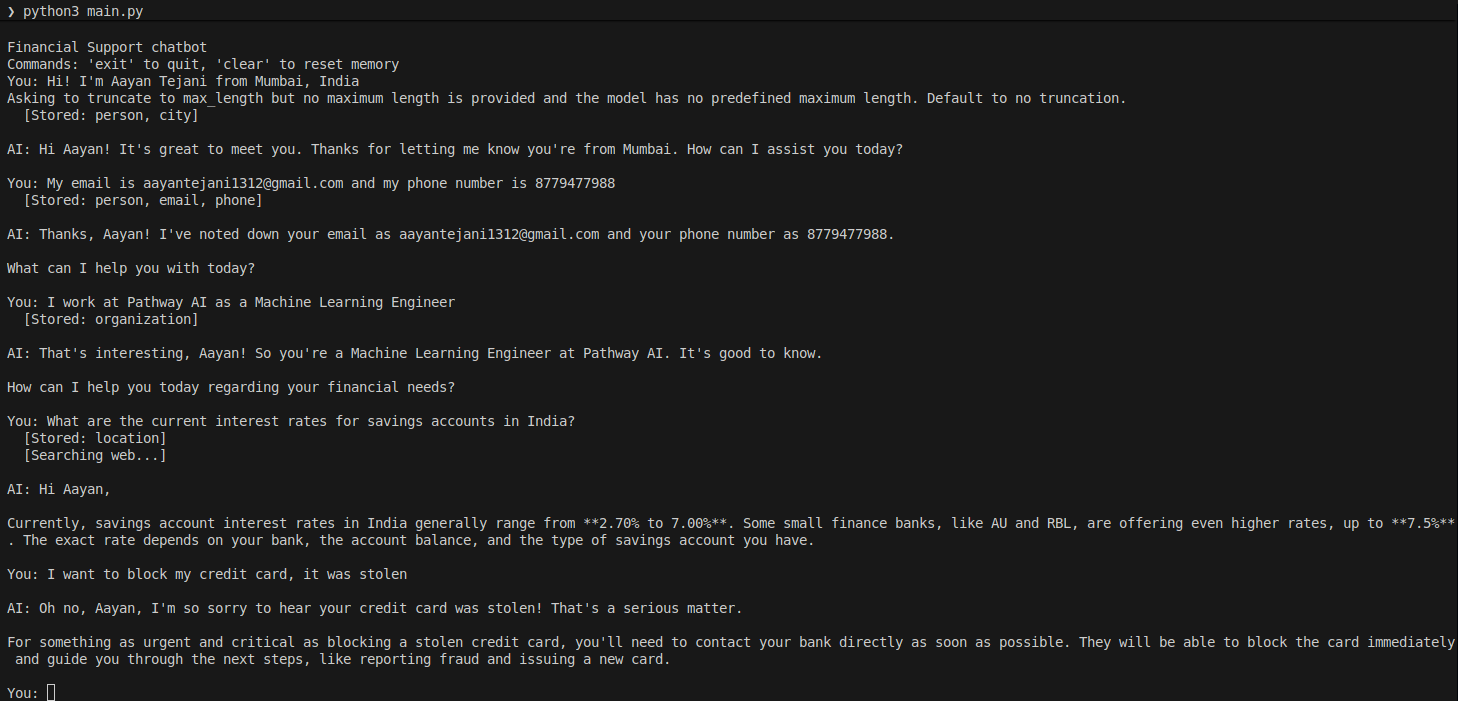 ❯ python3 main.py
Financial Support chatbot
Commands: 'exit' to quit, 'clear' to reset memory
You: Hi! I'm Aayan Tejani from Mumbai, India
Asking to truncate to max_length but no maximum length is provided and the model has no predefined maximum length. Default to no truncation.
[Stored: person, city]
AI: Hi Aayan! It's great to meet you. Thanks for letting me know you're from Mumbai. How can I assist you today?
You: My email is aayantejani1312@gmail.com and my phone number is 8779477988
[Stored: person, email, phone]
AI: Thanks, Aayan! I've noted down your email as aayantejani1312@gmail.com and your phone number as 8779477988.
What can I help you with today?
You: I work at Pathway AI as a Machine Learning Engineer
[Stored: organization]
AI: That's interesting, Aayan! So you're a Machine Learning Engineer at Pathway AI. It's good to know.
How can I help you today regarding your financial needs?
You: What are the current interest rates for savings accounts in India?
[Stored: location]
[Searching web...]
AI: Hi Aayan,
Currently, savings account interest rates in India generally range from **2.70% to 7.00%**. Some small finance banks, like AU and RBL, are offering even higher rates, up to **7.5%**
. The exact rate depends on your bank, the account balance, and the type of savings account you have.
You: I want to block my credit card, it was stolen
AI: Oh no, Aayan, I'm so sorry to hear your credit card was stolen! That's a serious matter.
For something as urgent and critical as blocking a stolen credit card, you'll need to contact your bank directly as soon as possible. They will be able to block the card immediately
and guide you through the next steps, like reporting fraud and issuing a new card.
You: